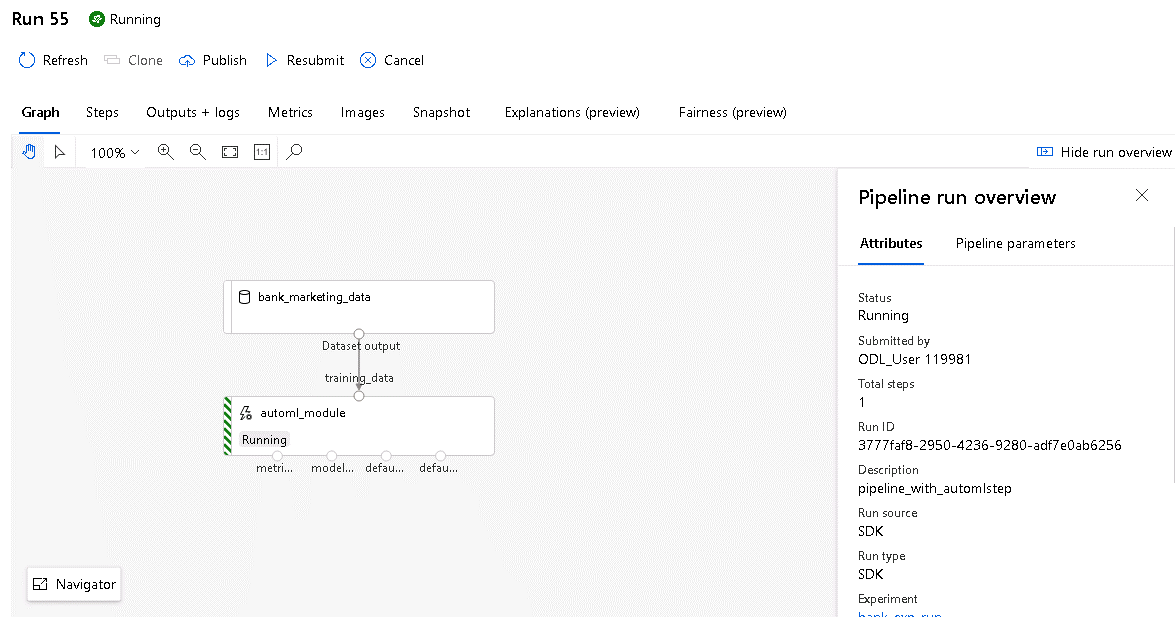 Run 55 Running
Refresh Clone Publish Resubmit Cancel
Graph Steps Outputs + logs Metrics Images Snapshot Explanations (preview) Fairness (preview)
100% 1:1 Hide run overview
bank_marketing_data
Dataset output
training_data
automl_module
Running
metri... model... defau... defau...
Navigator
Pipeline run overview
Attributes Pipeline parameters
Status
Running
Submitted by
ODL_User 119981
Total steps
1
Run ID
3777faf8-2950-4236-9280-adf7e0ab6256
Description
pipeline_with_automlstep
Run source
SDK
Run type
SDK
Experiment